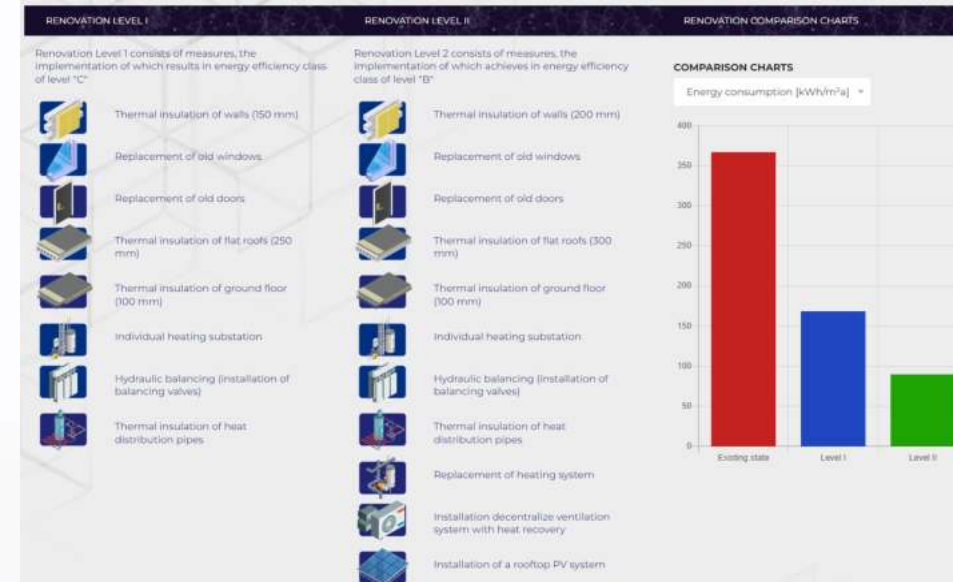 RENOVATION LEVEL I
Renovation Level 1 consists of measures, the
implementation of which results in energy efficiency class
of level "C"
Thermal insulation of walls (150 mm)
Replacement of old windows
Replacement of old doors
Thermal insulation of flat roofs (250
mm)
Thermal insulation of ground floor
(100 mm)
Individual heating substation
Hydraulic balancing (installation of
balancing valves)
Thermal insulation of heat
distribution pipes
RENOVATION LEVEL II
Renovation Level 2 consists of measures, the
implementation of which achieves in energy efficiency
class of level "B"
Thermal insulation of walls (200 mm)
Replacement of old windows
Replacement of old doors
Thermal insulation of flat roofs (300
mm)
Thermal insulation of ground floor
(100 mm)
Individual heating substation
Hydraulic balancing (installation of
balancing valves)
Thermal insulation of heat
distribution pipes
Replacement of heating system
Installation decentralize ventilation
system with heat recovery
Installation of a rooftop PV system
RENOVATION COMPARISON CHARTS
COMPARISON CHARTS
Energy consumption [kWh/m²a]
400
350
300
250
200
150
100
50
0
Existing state Level I Level II